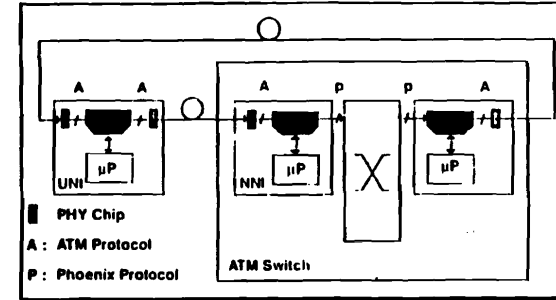 A A A P P A
µP µP µP
UNI NNI
PHY Chip
A : ATM Protocol
P : Phoenix Protocol
ATM Switch